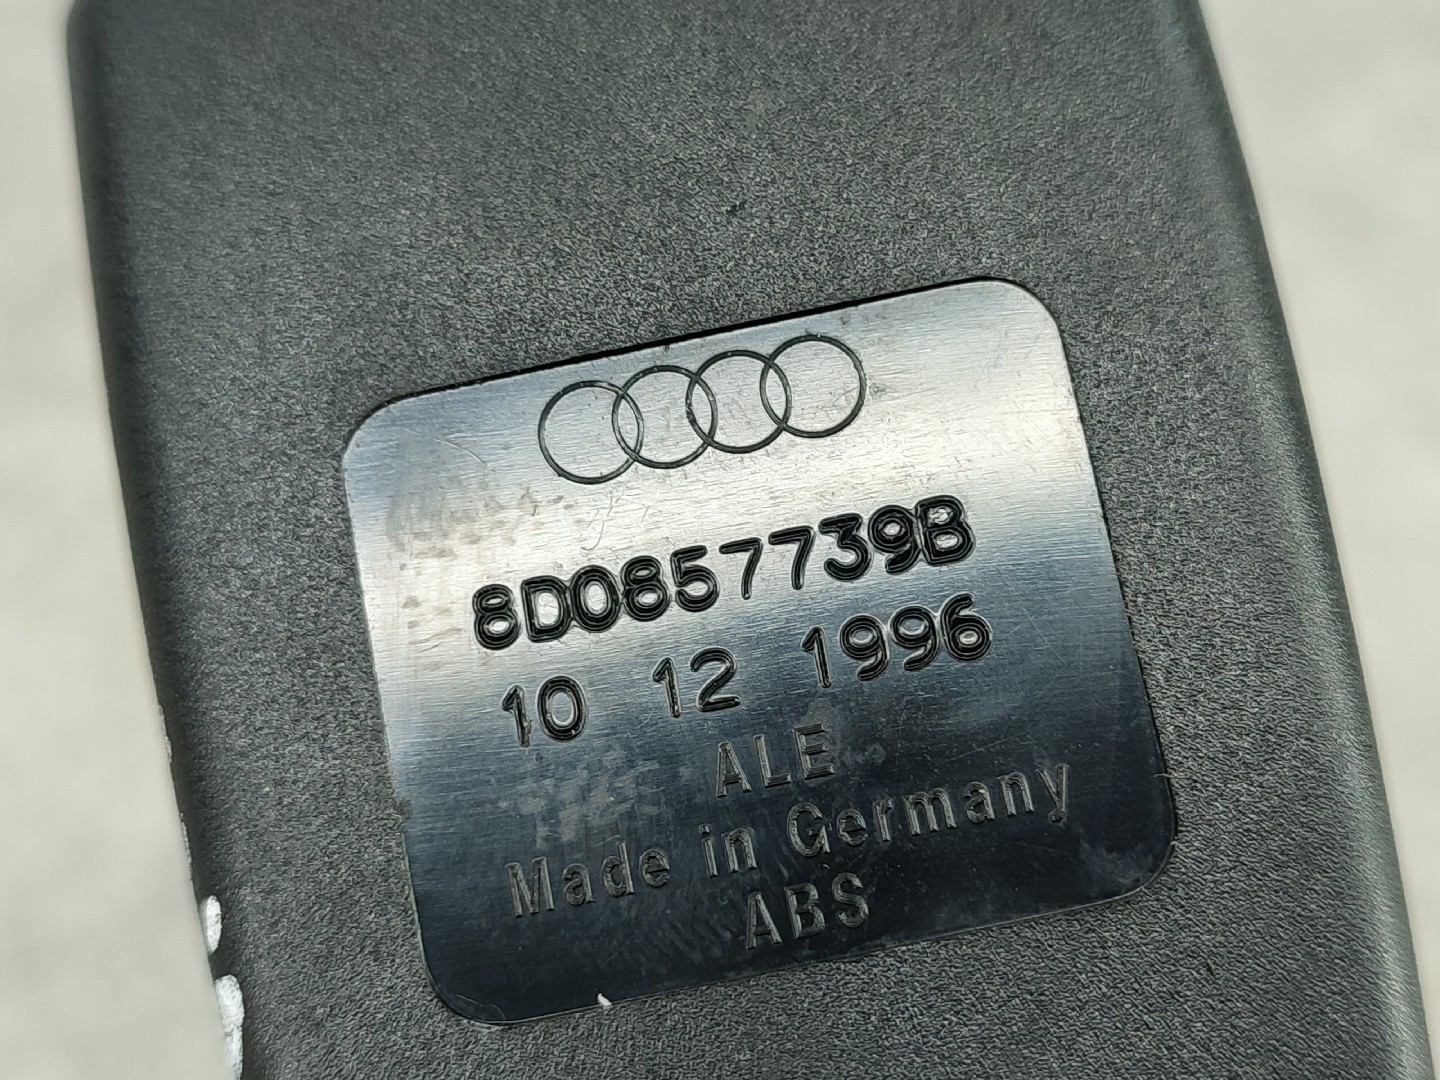 8D0857739B
10 12 1996
ALE
Made in Germany
ABS